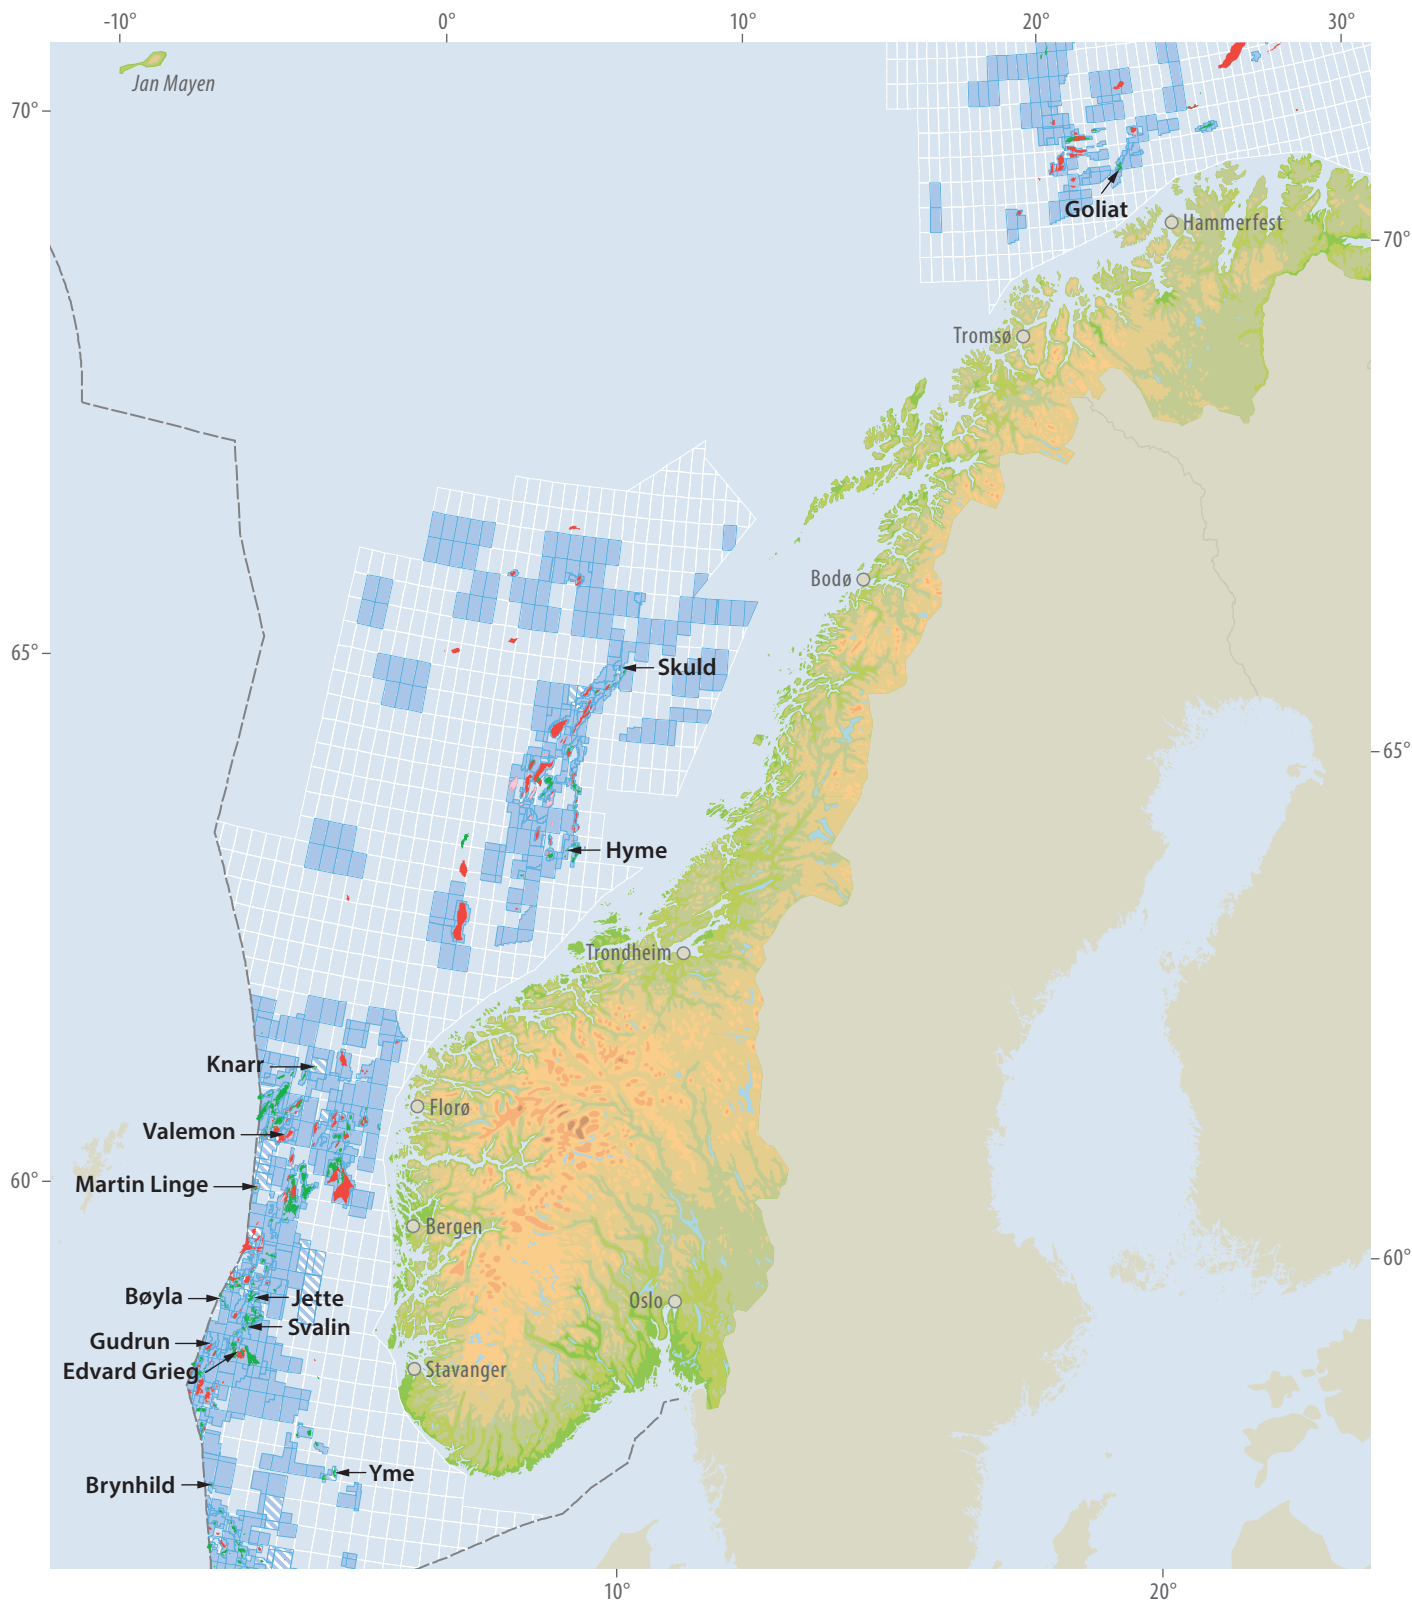 -10°
0°
10°
20°
30°
Jan Mayen
70°
Goliat
Hammerfest
70°
Tromsø
Bodø
65°
Skuld
65°
Hyme
Trondheim
Knarr
Florø
Valemon
60°
Martin Linge
Bergen
60°
Bøyla
Jette
Oslo
Svalin
Gudrun
Edvard Grieg
Stavanger
Yme
Brynhild
10°
20°